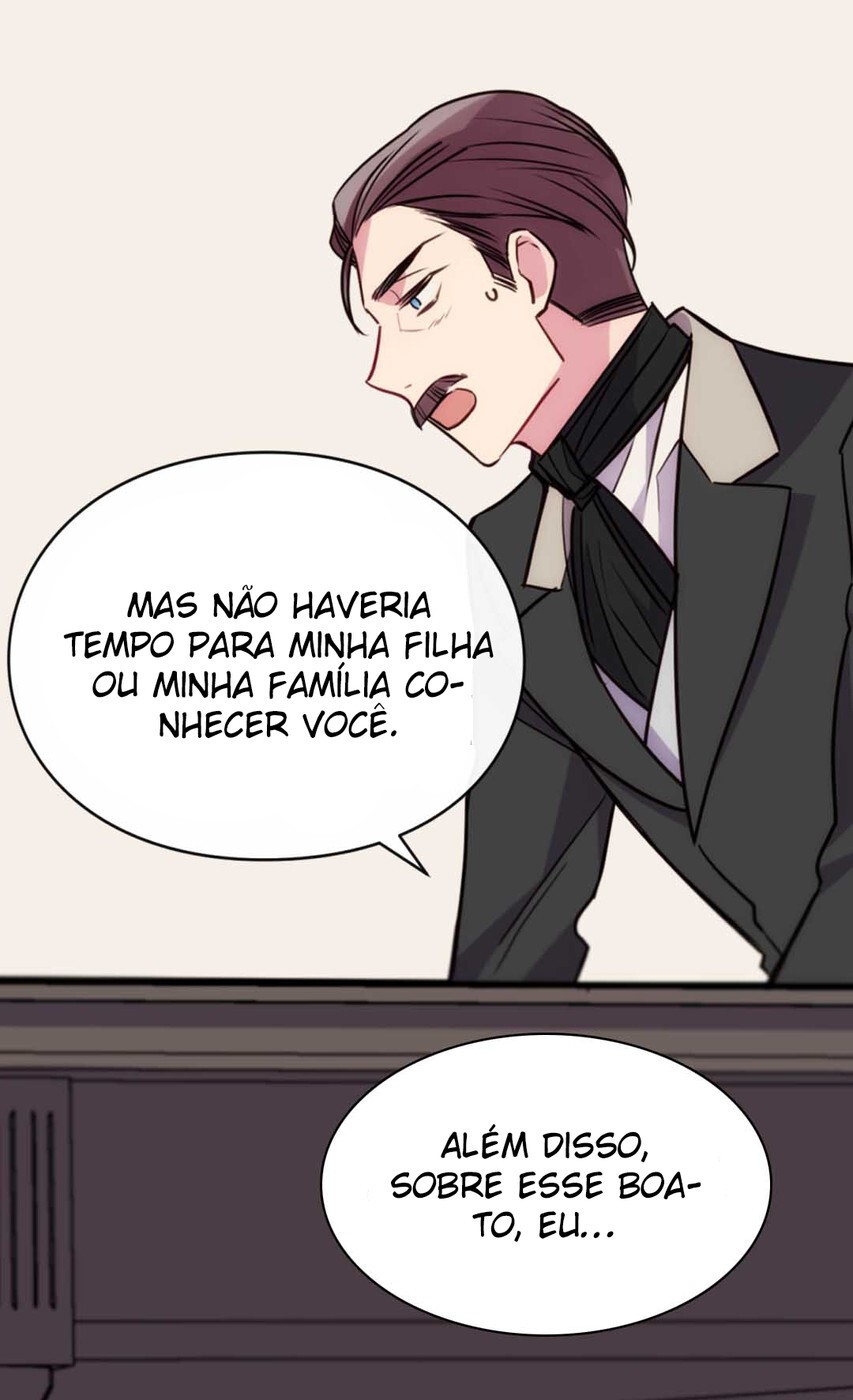 MAS NÃO HAVERIA
TEMPO PARA MINHA FILHA
OU MINHA FAMÍLIA CO-
NHECER VOCÊ.
ALÉM DISSO,
SOBRE ESSE BOA-
TO, EU...